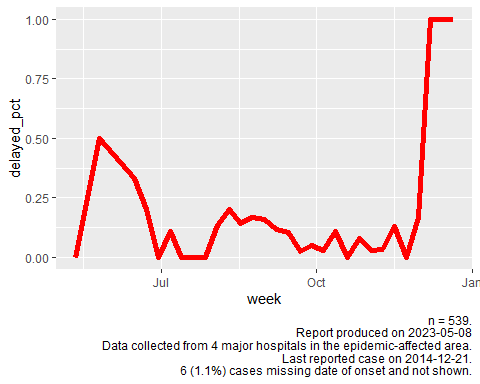 1.00
0.75
0.50
0.25
0.00
delayed_pct
Jul
Oct
Jan
week
n = 539.
Report produced on 2023-05-08
Data collected from 4 major hospitals in the epidemic-affected area.
Last reported case on 2014-12-21.
6 (1.1%) cases missing date of onset and not shown.